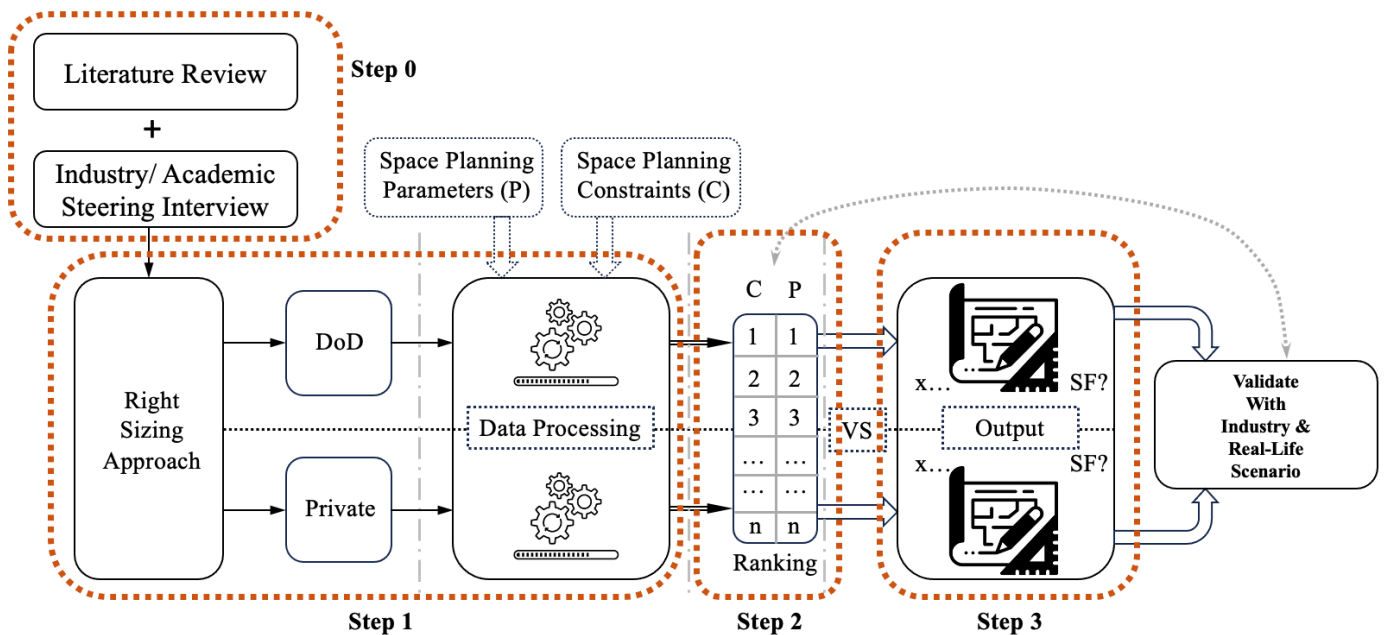 Literature Review
Step 0
+
Industry/ Academic
Steering Interview
Space Planning
Parameters (P)
Space Planning
Constraints (C)
Right
Sizing
Approach
DoD
Private
Data Processing
C P
1 1
2 2
3 3
... ...
... ...
n n
Ranking
VS
x...
SF?
Output
x...
SF?
Validate
With
Industry &
Real-Life
Scenario
Step 1
Step 2
Step 3